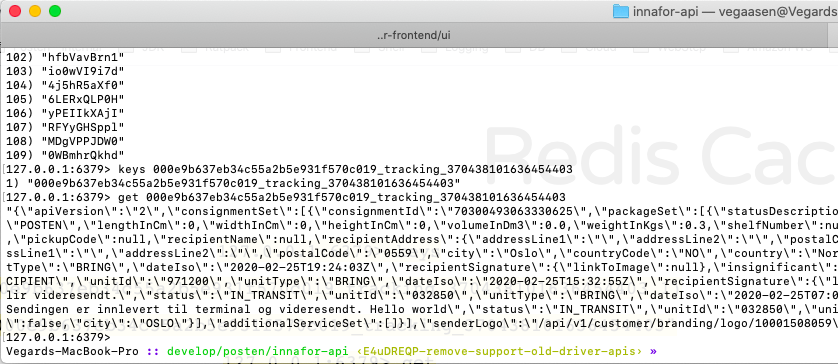 innafor-api — vegaasen@Vegards
..r-frontend/ui
102) "hfbVavBrn1"
103) "io0wVI9i7d"
104) "4j5hR5aXf0"
105) "6LERxQLP0H"
106) "yPEIIkXAjI"
107) "RFYyGHSppl"
108) "MDgVPPJDW0"
109) "0WBmhrQkhd"
[127.0.0.1:6379> keys 000e9b637eb34c55a2b5e931f570c019_tracking_370438101636454403
1) "000e9b637eb34c55a2b5e931f570c019_tracking_370438101636454403"
[127.0.0.1:6379> get 000e9b637eb34c55a2b5e931f570c019_tracking_370438101636454403
"{\"apiVersion\":\"2\",\"consignmentSet\":[{\"consignmentId\":\"70300493063330625\",\"packageSet\":[{\"statusDescriptio
\"POSTEN\",\"lengthInCm\":0,\"widthInCm\":0,\"heightInCm\":0,\"volumeInDm3\":0.0,\"weightInKgs\":0.3,\"shelfNumber\":nu
,\"pickupCode\":null,\"recipientName\":null,\"recipientAddress\":{\"addressLine1\":\"\",\"addressLine2\":\"\",\"postalC
ssLine1\":\"\",\"addressLine2\":\"\",\"postalCode\":\"0559\",\"city\":\"Oslo\",\"countryCode\":\"NO\",\"country\":\"Nor
tType\":\"BRING\",\"dateIso\":\"2020-02-25T19:24:03Z\",\"recipientSignature\":{\"linkToImage\":null},\"insignificant\":
CIPIENT\",\"unitId\":\"971200\",\"unitType\":\"BRING\",\"dateIso\":\"2020-02-25T15:32:55Z\",\"recipientSignature\":{\"l
blir videresendt.\",\"status\":\"IN_TRANSIT\",\"unitId\":\"032850\",\"unitType\":\"BRING\",\"dateIso\":\"2020-02-25T07:0
Sendingen er innlevert til terminal og videresendt. Hello world\",\"status\":\"IN_TRANSIT\",\"unitId\":\"032850\",\"uni
\":false,\"city\":\"OSLO\"}],\"additionalServiceSet\":[]}],\"senderLogo\":\"/api/v1/customer/branding/logo/10001508059\
127.0.0.1:6379>
Vegards-MacBook-Pro :: develop/posten/innafor-api ‹E4uDREQP-remove-support-old-driver-apis› »
Redis Cac